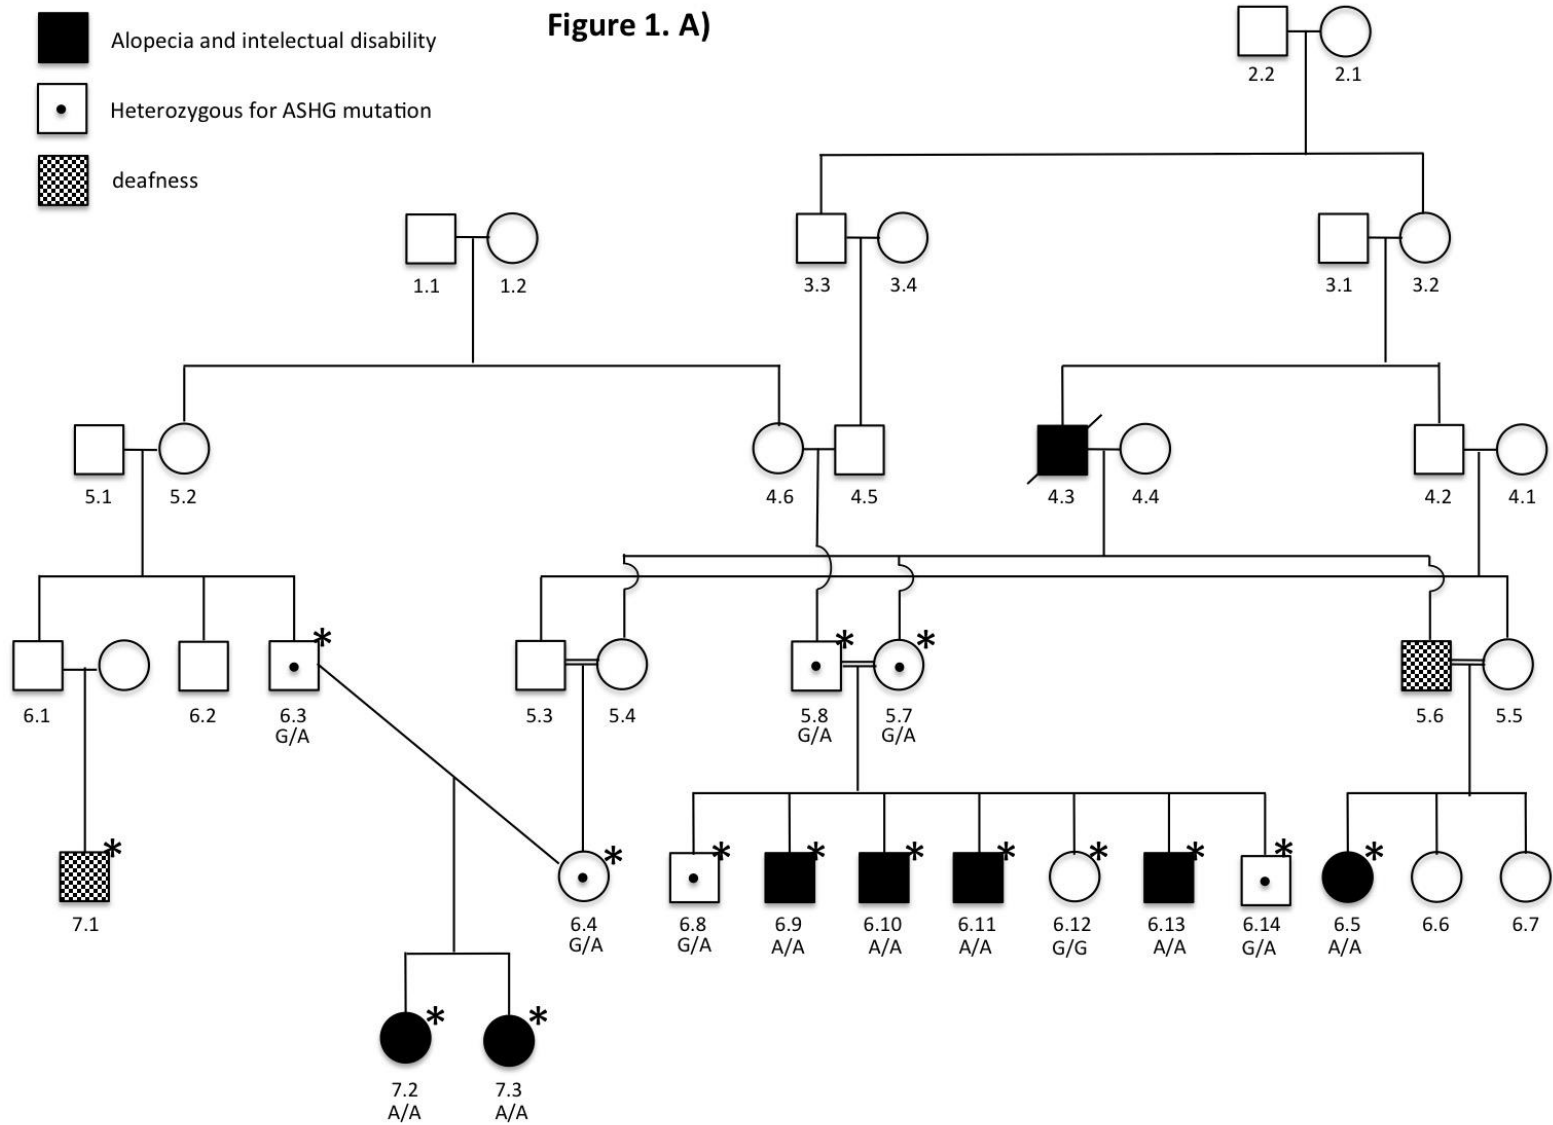 Figure 1. A)
Alopecia and intelectual disability
Heterozygous for ASHG mutation
deafness
2.2 2.1
1.1 1.2 3.3 3.4 3.1 3.2
5.1 5.2 4.6 4.5 4.3 4.4 4.2 4.1
* * *
6.1 6.2 6.3 5.3 5.4 5.8 5.7 5.6 5.5
G/A G/A G/A
* * * * * * * * * *
7.1 6.4 6.8 6.9 6.10 6.11 6.12 6.13 6.14 6.5 6.6 6.7
G/A G/A A/A A/A A/A G/G A/A G/A A/A
* *
7.2 7.3
A/A A/A